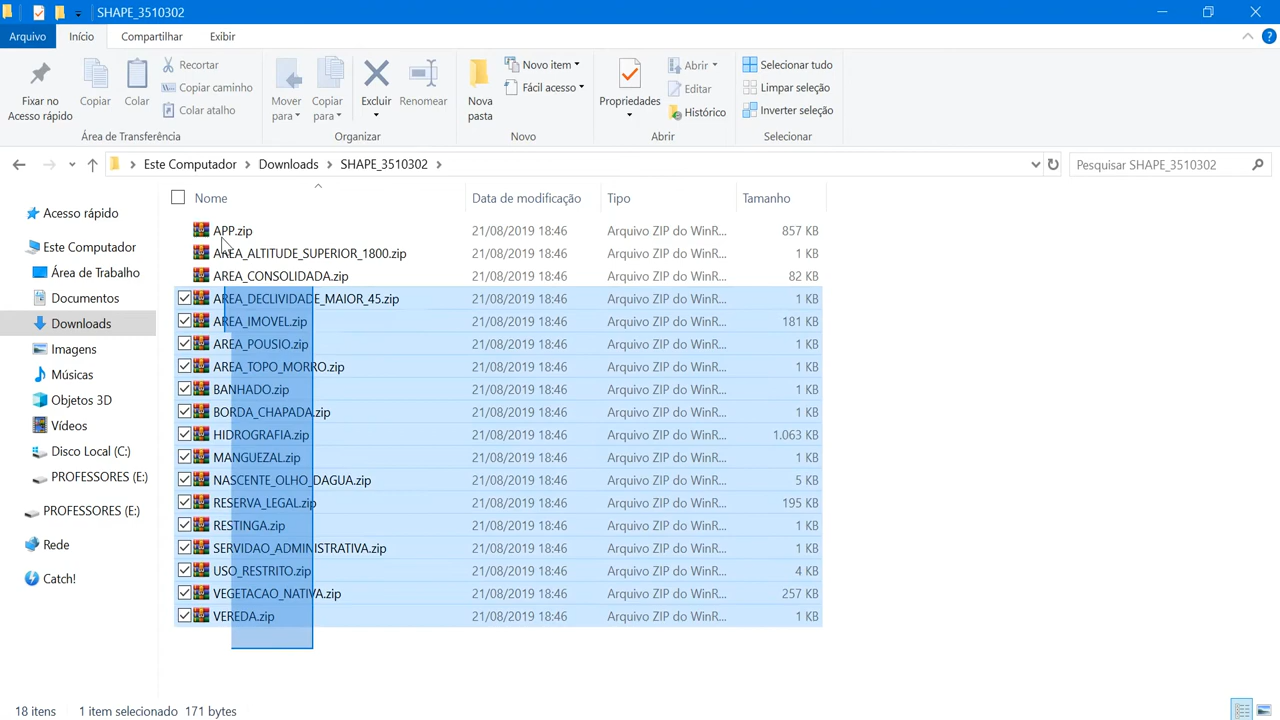 SHAPE_3510302
Arquivo Início Compartilhar Exibir
Fixar no Acesso rápido
Copiar
Colar
Recortar
Copiar caminho
Colar atalho
Área de Transferência
Mover para
Copiar para
Excluir
Renomear
Organizar
Nova pasta
Novo item
Fácil acesso
Novo
Propriedades
Abrir
Editar
Histórico
Abrir
Selecionar tudo
Limpar seleção
Inverter seleção
Selecionar
Este Computador > Downloads > SHAPE_3510302 >
Pesquisar SHAPE_3510302
Acesso rápido
Este Computador
Área de Trabalho
Documentos
Downloads
Imagens
Músicas
Objetos 3D
Vídeos
Disco Local (C:)
PROFESSORES (E:)
PROFESSORES (E:)
Rede
Catch!
Nome Data de modificação Tipo Tamanho
APP.zip 21/08/2019 18:46 Arquivo ZIP do WinR... 857 KB
AREA_ALTITUDE_SUPERIOR_1800.zip 21/08/2019 18:46 Arquivo ZIP do WinR... 1 KB
AREA_CONSOLIDADA.zip 21/08/2019 18:46 Arquivo ZIP do WinR... 82 KB
AREA_DECLIVIDADE_MAIOR_45.zip 21/08/2019 18:46 Arquivo ZIP do WinR... 1 KB
AREA_IMOVEL.zip 21/08/2019 18:46 Arquivo ZIP do WinR... 181 KB
AREA_POUSIO.zip 21/08/2019 18:46 Arquivo ZIP do WinR... 1 KB
AREA_TOPO_MORRO.zip 21/08/2019 18:46 Arquivo ZIP do WinR... 1 KB
BANHADO.zip 21/08/2019 18:46 Arquivo ZIP do WinR... 1 KB
BORDA_CHAPADA.zip 21/08/2019 18:46 Arquivo ZIP do WinR... 1 KB
HIDROGRAFIA.zip 21/08/2019 18:46 Arquivo ZIP do WinR... 1.063 KB
MANGUEZAL.zip 21/08/2019 18:46 Arquivo ZIP do WinR... 1 KB
NASCENTE_OLHO_DAGUA.zip 21/08/2019 18:46 Arquivo ZIP do WinR... 5 KB
RESERVA_LEGAL.zip 21/08/2019 18:46 Arquivo ZIP do WinR... 195 KB
RESTINGA.zip 21/08/2019 18:46 Arquivo ZIP do WinR... 1 KB
SERVIDAO_ADMINISTRATIVA.zip 21/08/2019 18:46 Arquivo ZIP do WinR... 1 KB
USO_RESTRITO.zip 21/08/2019 18:46 Arquivo ZIP do WinR... 4 KB
VEGETACAO_NATIVA.zip 21/08/2019 18:46 Arquivo ZIP do WinR... 257 KB
VEREDA.zip 21/08/2019 18:46 Arquivo ZIP do WinR... 1 KB
18 itens 1 item selecionado 171 bytes